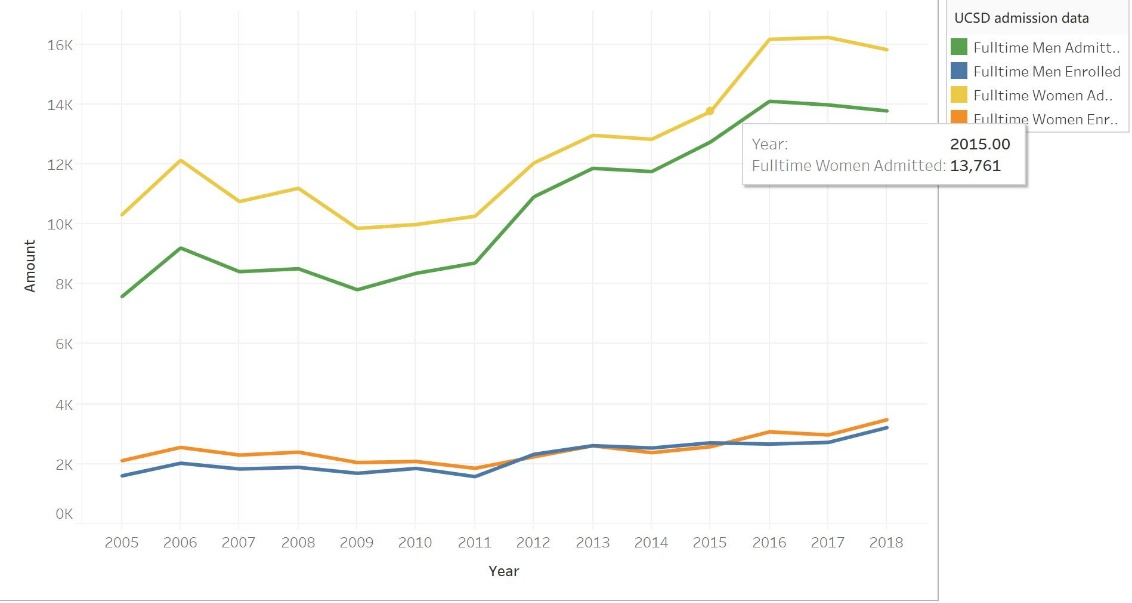 UCSD admission data
Fulltime Men Admitt..
Fulltime Men Enrolled
Fulltime Women Ad..
Fulltime Women Enr..
Year: 2015.00
Fulltime Women Admitted: 13,761
16K
14K
12K
10K
8K
6K
4K
2K
0K
Amount
2005 2006 2007 2008 2009 2010 2011 2012 2013 2014 2015 2016 2017 2018
Year